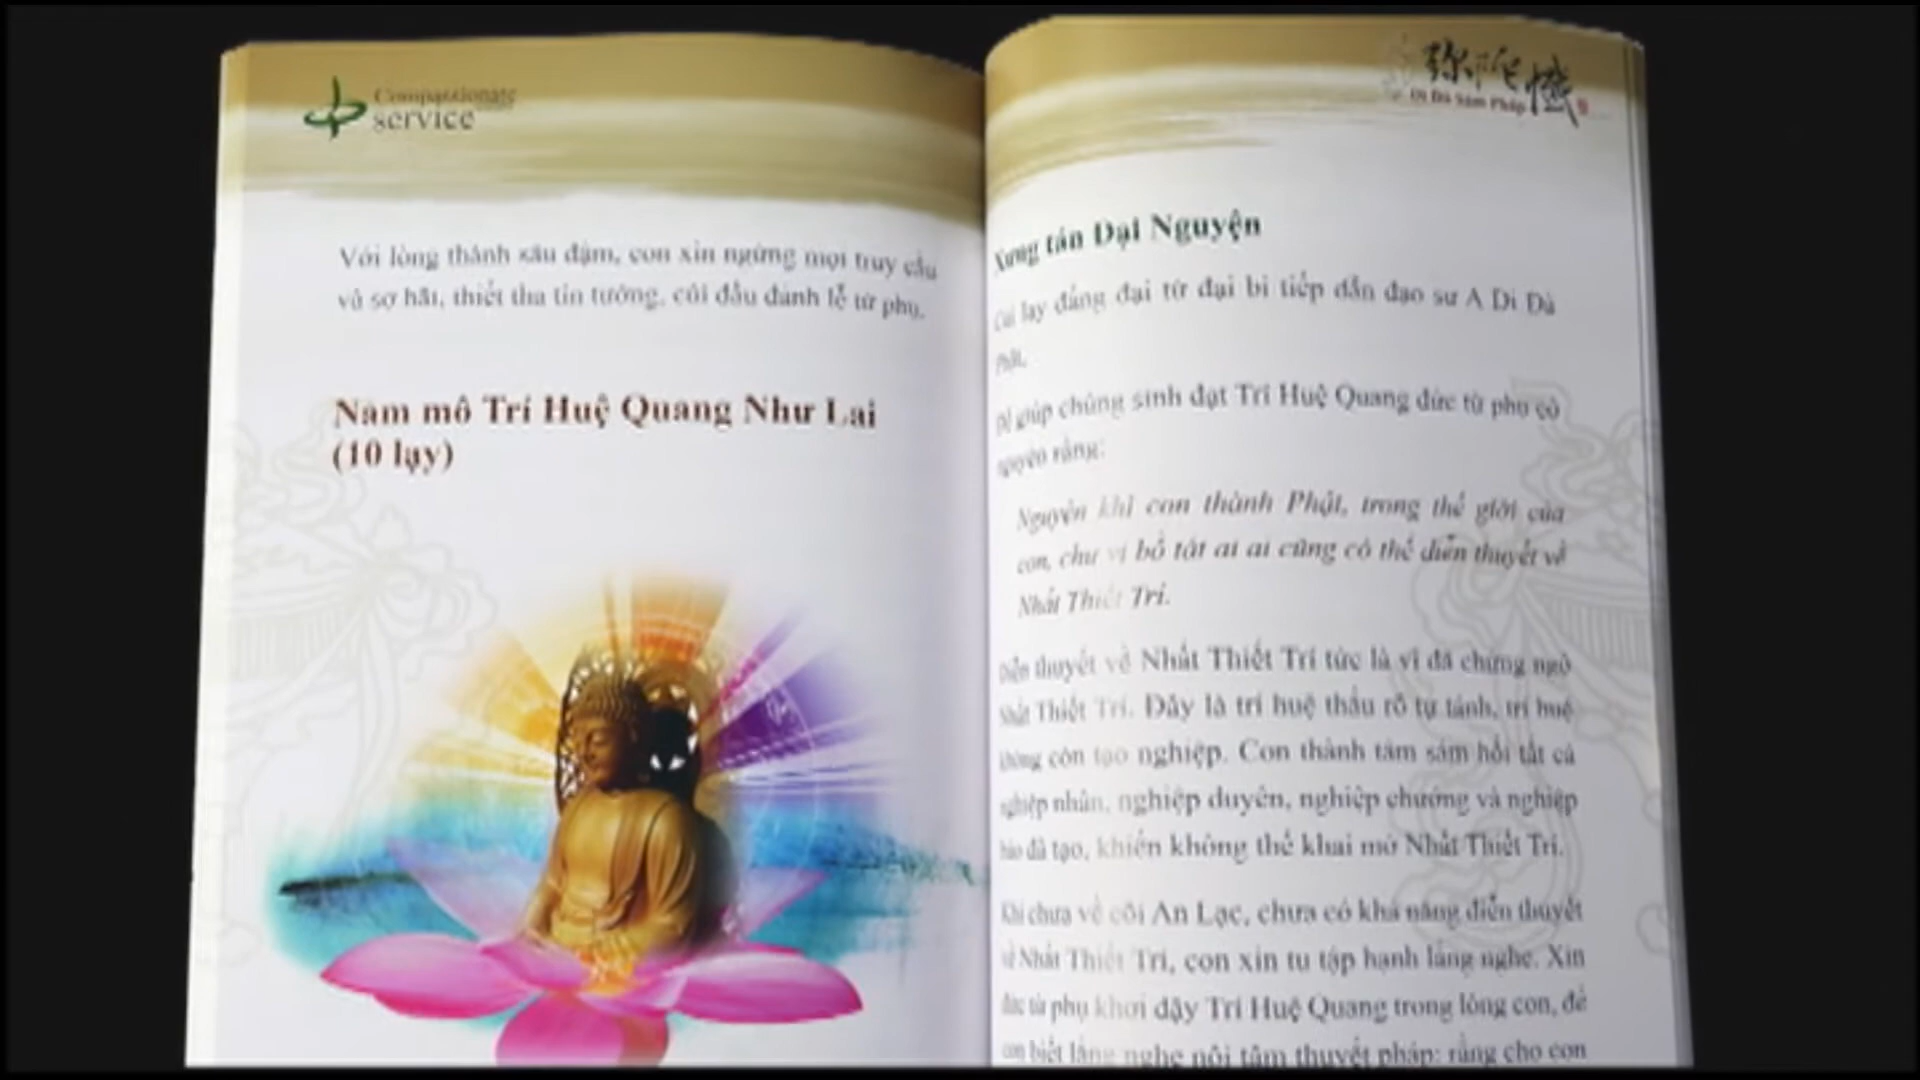 Compassionate
service
Với lòng thành sâu đậm, con xin ngừng mọi truy cầu
và sợ hãi, thiết tha tin tưởng, cúi đầu đảnh lễ từ phụ.
Nam mô Trí Huệ Quang Như Lai
(10 lạy)
弥陀懺
Di Đà Sám Pháp
Xưng tán Đại Nguyện
Cúi lạy đấng đại từ đại bi tiếp dẫn đạo sư A Di Đà
Phật.
Để giúp chúng sinh đạt Trí Huệ Quang đức từ phụ có
nguyện rằng:
Nguyện khi con thành Phật, trong thế giới của
con, chư vị bồ tát ai ai cũng có thể diễn thuyết về
Nhất Thiết Trí.
Diễn thuyết về Nhất Thiết Trí tức là vì đã chứng ngộ
Nhất Thiết Trí. Đây là trí huệ thấu rõ tự tánh, trí huệ
không còn tạo nghiệp. Con thành tâm sám hối tất cả
nghiệp nhân, nghiệp duyên, nghiệp chướng và nghiệp
báo đã tạo, khiến không thể khai mở Nhất Thiết Trí.
Khi chưa về cõi An Lạc, chưa có khả năng diễn thuyết
về Nhất Thiết Trí, con xin tu tập hạnh lắng nghe. Xin
đức từ phụ khơi dậy Trí Huệ Quang trong lòng con, để
con biết lắng nghe nội tâm thuyết pháp: rằng cho con